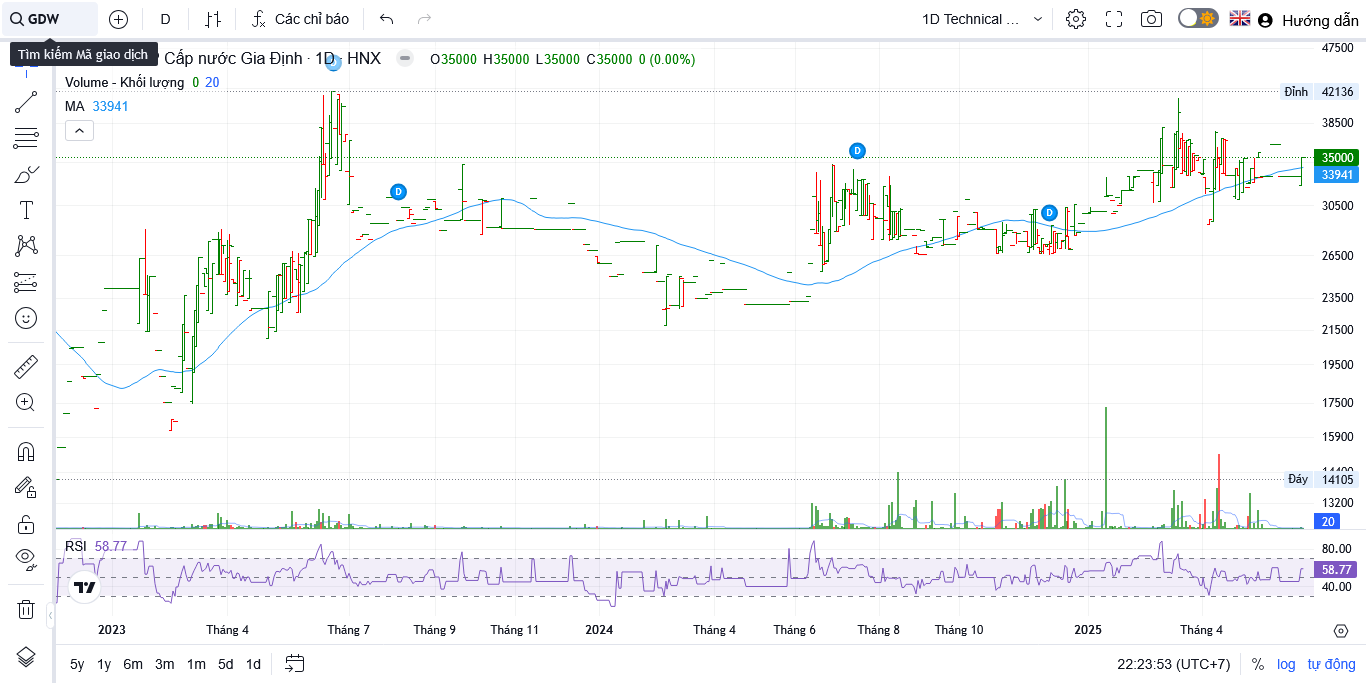 GDW
D
Các chỉ báo
1D Technical ...
Hướng dẫn
Tìm kiếm Mã giao dịch
Cấp nước Gia Định · 1D · HNX
O35000 H35000 L35000 C35000 0 (0.00%)
Volume - Khối lượng 0 20
MA 33941
D
D
D
47500
Đỉnh 42136
38500
35000
33941
30500
26500
23500
21500
19500
17500
15900
14400
Đáy 14105
13200
20
RSI 58.77
80.00
58.77
40.00
2023 Tháng 4 Tháng 7 Tháng 9 Tháng 11 2024 Tháng 4 Tháng 6 Tháng 8 Tháng 10 2025 Tháng 4
5y 1y 6m 3m 1m 5d 1d
22:23:53 (UTC+7) % log tự động